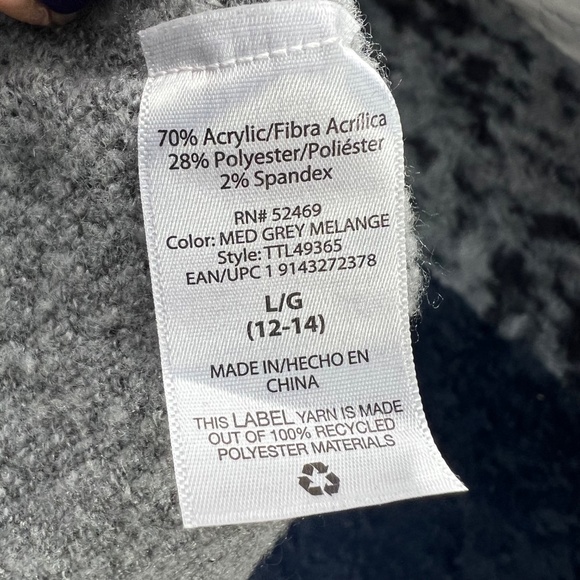 70% Acrylic/Fibra Acrílica
28% Polyester/Poliéster
2% Spandex
RN# 52469
Color: MED GREY MELANGE
Style: TTL49365
EAN/UPC 1 9143272378
L/G
(12-14)
MADE IN/HECHO EN
CHINA
THIS LABEL YARN IS MADE
OUT OF 100% RECYCLED
POLYESTER MATERIALS